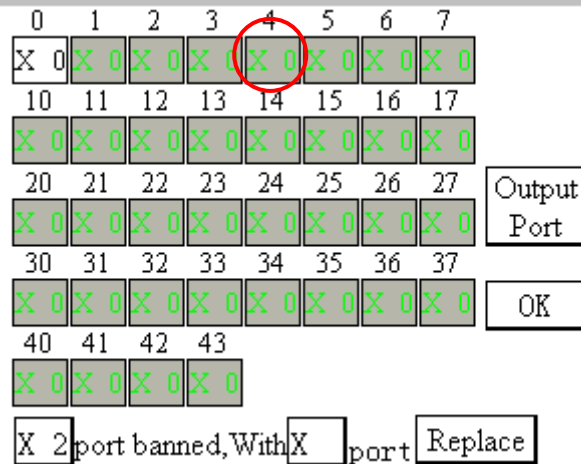 0 1 2 3 4 5 6 7
X 0 X 0 X 0 X 0 X 0 X 0 X 0 X 0
10 11 12 13 14 15 16 17
X 0 X 0 X 0 X 0 X 0 X 0 X 0 X 0
20 21 22 23 24 25 26 27
X 0 X 0 X 0 X 0 X 0 X 0 X 0 X 0
Output
Port
30 31 32 33 34 35 36 37
X 0 X 0 X 0 X 0 X 0 X 0 X 0 X 0
OK
40 41 42 43
X 0 X 0 X 0 X 0
X 2 port banned,With X port Replace